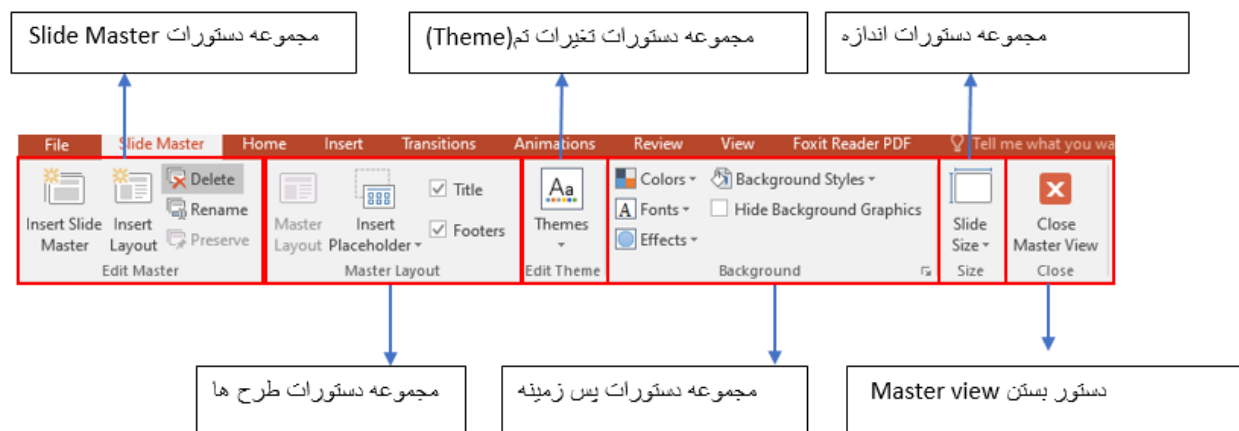 مجموعه دستورات Slide Master
مجموعه دستورات تغیرات تم(Theme)
مجموعه دستورات اندازه
File Slide Master Home Insert Transitions Animations Review View Foxit Reader PDF Tell me what you wa
Insert Slide Master
Insert Layout
Delete
Rename
Preserve
Edit Master
Master Layout
Insert Placeholder
Title
Footers
Master Layout
Aa
Themes
Edit Theme
Colors
A Fonts
Effects
Background Styles
Hide Background Graphics
Background
Slide Size
Size
Close Master View
Close
مجموعه دستورات طرح ها
مجموعه دستورات پس زمینه
دستور بستن Master view